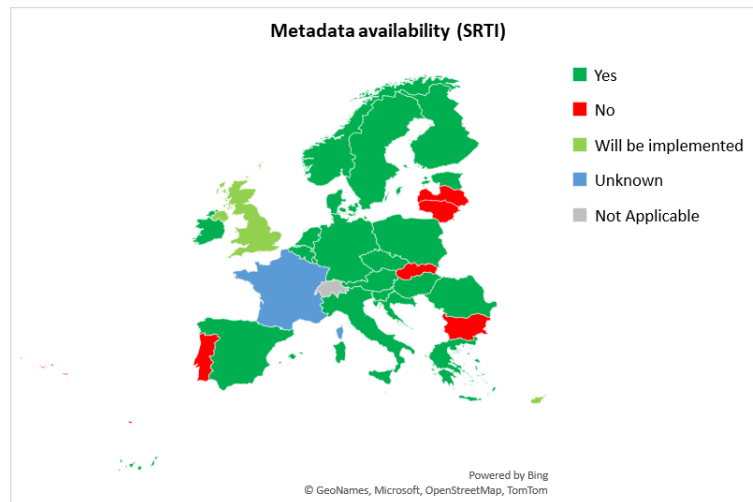 Metadata availability (SRTI)
Yes
No
Will be implemented
Unknown
Not Applicable
Powered by Bing
© GeoNames, Microsoft, OpenStreetMap, TomTom